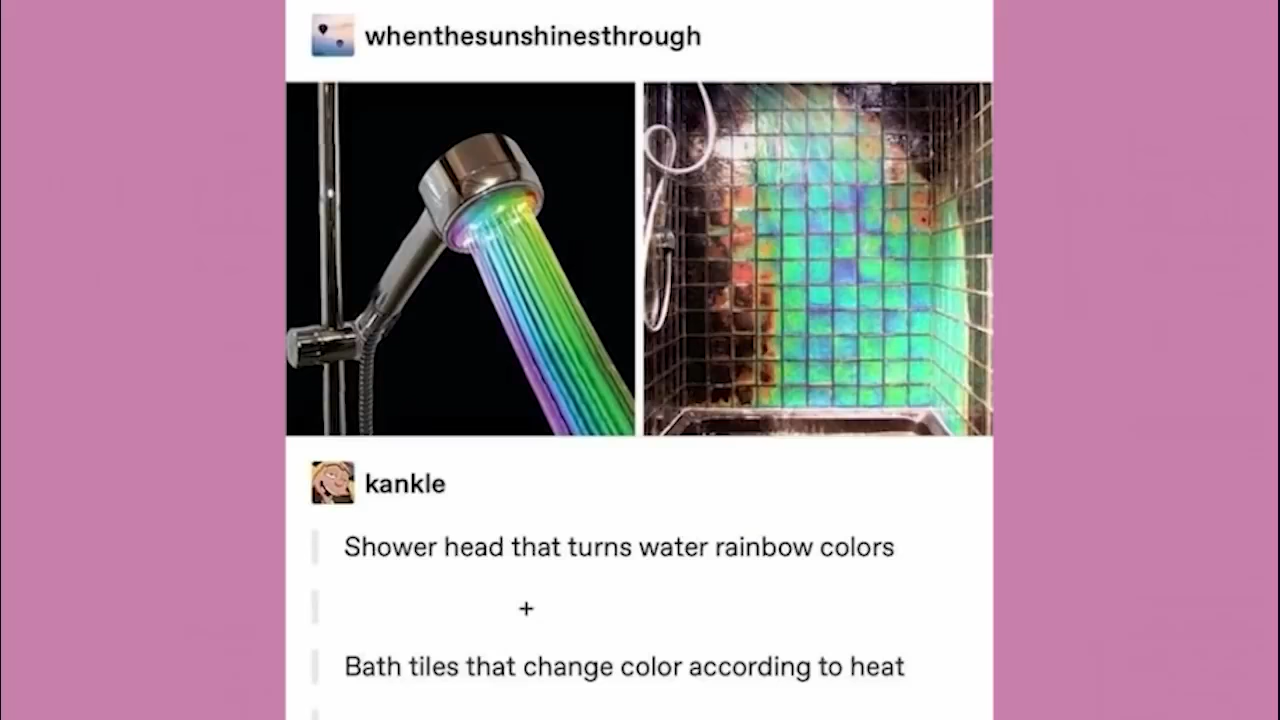 whenthesunshinesthrough
kankle
Shower head that turns water rainbow colors
+
Bath tiles that change color according to heat